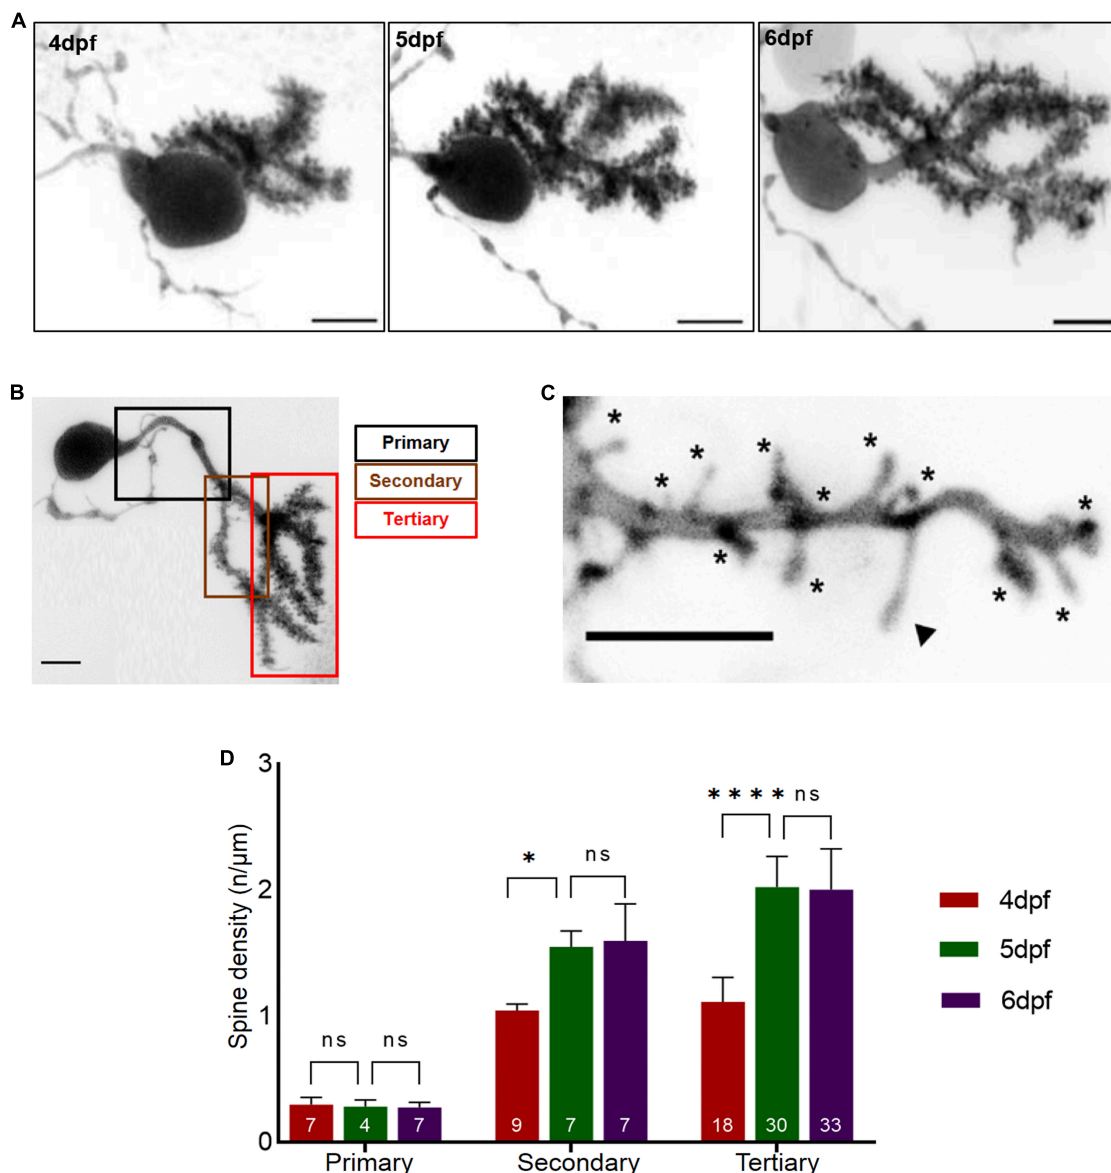 A
4dpf
5dpf
6dpf
B
Primary
Secondary
Tertiary
C
* * * * * * * * * * * *
D
Spine density (n/µm)
3
2
1
0
ns ns
* ns
**** ns
7 4 7 9 7 7 18 30 33
Primary Secondary Tertiary
4dpf
5dpf
6dpf